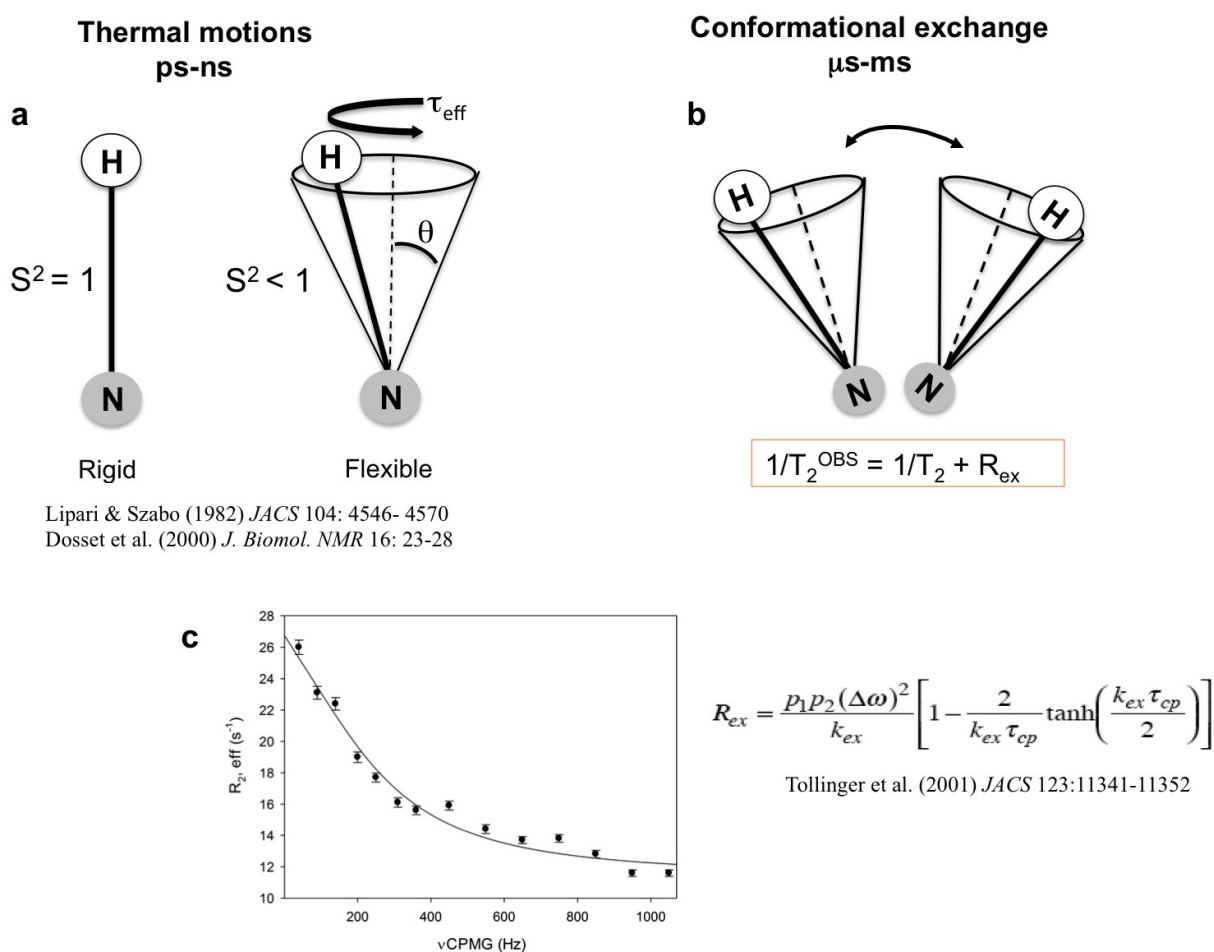 Thermal motions
ps-ns
Conformational exchange
μs-ms
a
H
N
S² = 1
Rigid
τeff
H
θ
S² < 1
N
Flexible
b
H
H
N
N
1/T₂^OBS = 1/T₂ + Rex
Lipari & Szabo (1982) JACS 104: 4546- 4570
Dosset et al. (2000) J. Biomol. NMR 16: 23-28
c
28
26
24
22
20
18
16
14
12
10
R₂, eff (s⁻¹)
200
400
600
800
1000
νCPMG (Hz)
Rex = p₁p₂(Δω)² / kex [1 − 2 / kexτcp tanh(kexτcp / 2)]
Tollinger et al. (2001) JACS 123:11341-11352